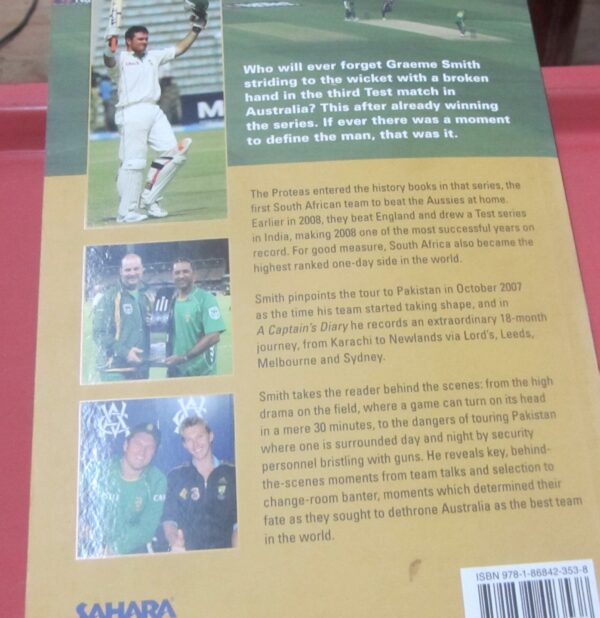 Who will ever forget Graeme Smith
striding to the wicket with a broken
hand in the third Test match in
Australia? This after already winning
the series. If ever there was a moment
to define the man, that was it.
The Proteas entered the history books in that series, the
first South African team to beat the Aussies at home.
Earlier in 2008, they beat England and drew a Test series
in India, making 2008 one of the most successful years on
record. For good measure, South Africa also became the
highest ranked one-day side in the world.
Smith pinpoints the tour to Pakistan in October 2007
as the time his team started taking shape, and in
A Captain's Diary he records an extraordinary 18-month
journey, from Karachi to Newlands via Lord's, Leeds,
Melbourne and Sydney.
Smith takes the reader behind the scenes: from the high
drama on the field, where a game can turn on its head
in a mere 30 minutes, to the dangers of touring Pakistan
where one is surrounded day and night by security
personnel bristling with guns. He reveals key, behind-
the-scenes moments from team talks and selection to
change-room banter, moments which determined their
fate as they sought to dethrone Australia as the best team
in the world.
ISBN 978-1-86842-353-8
SAHARA